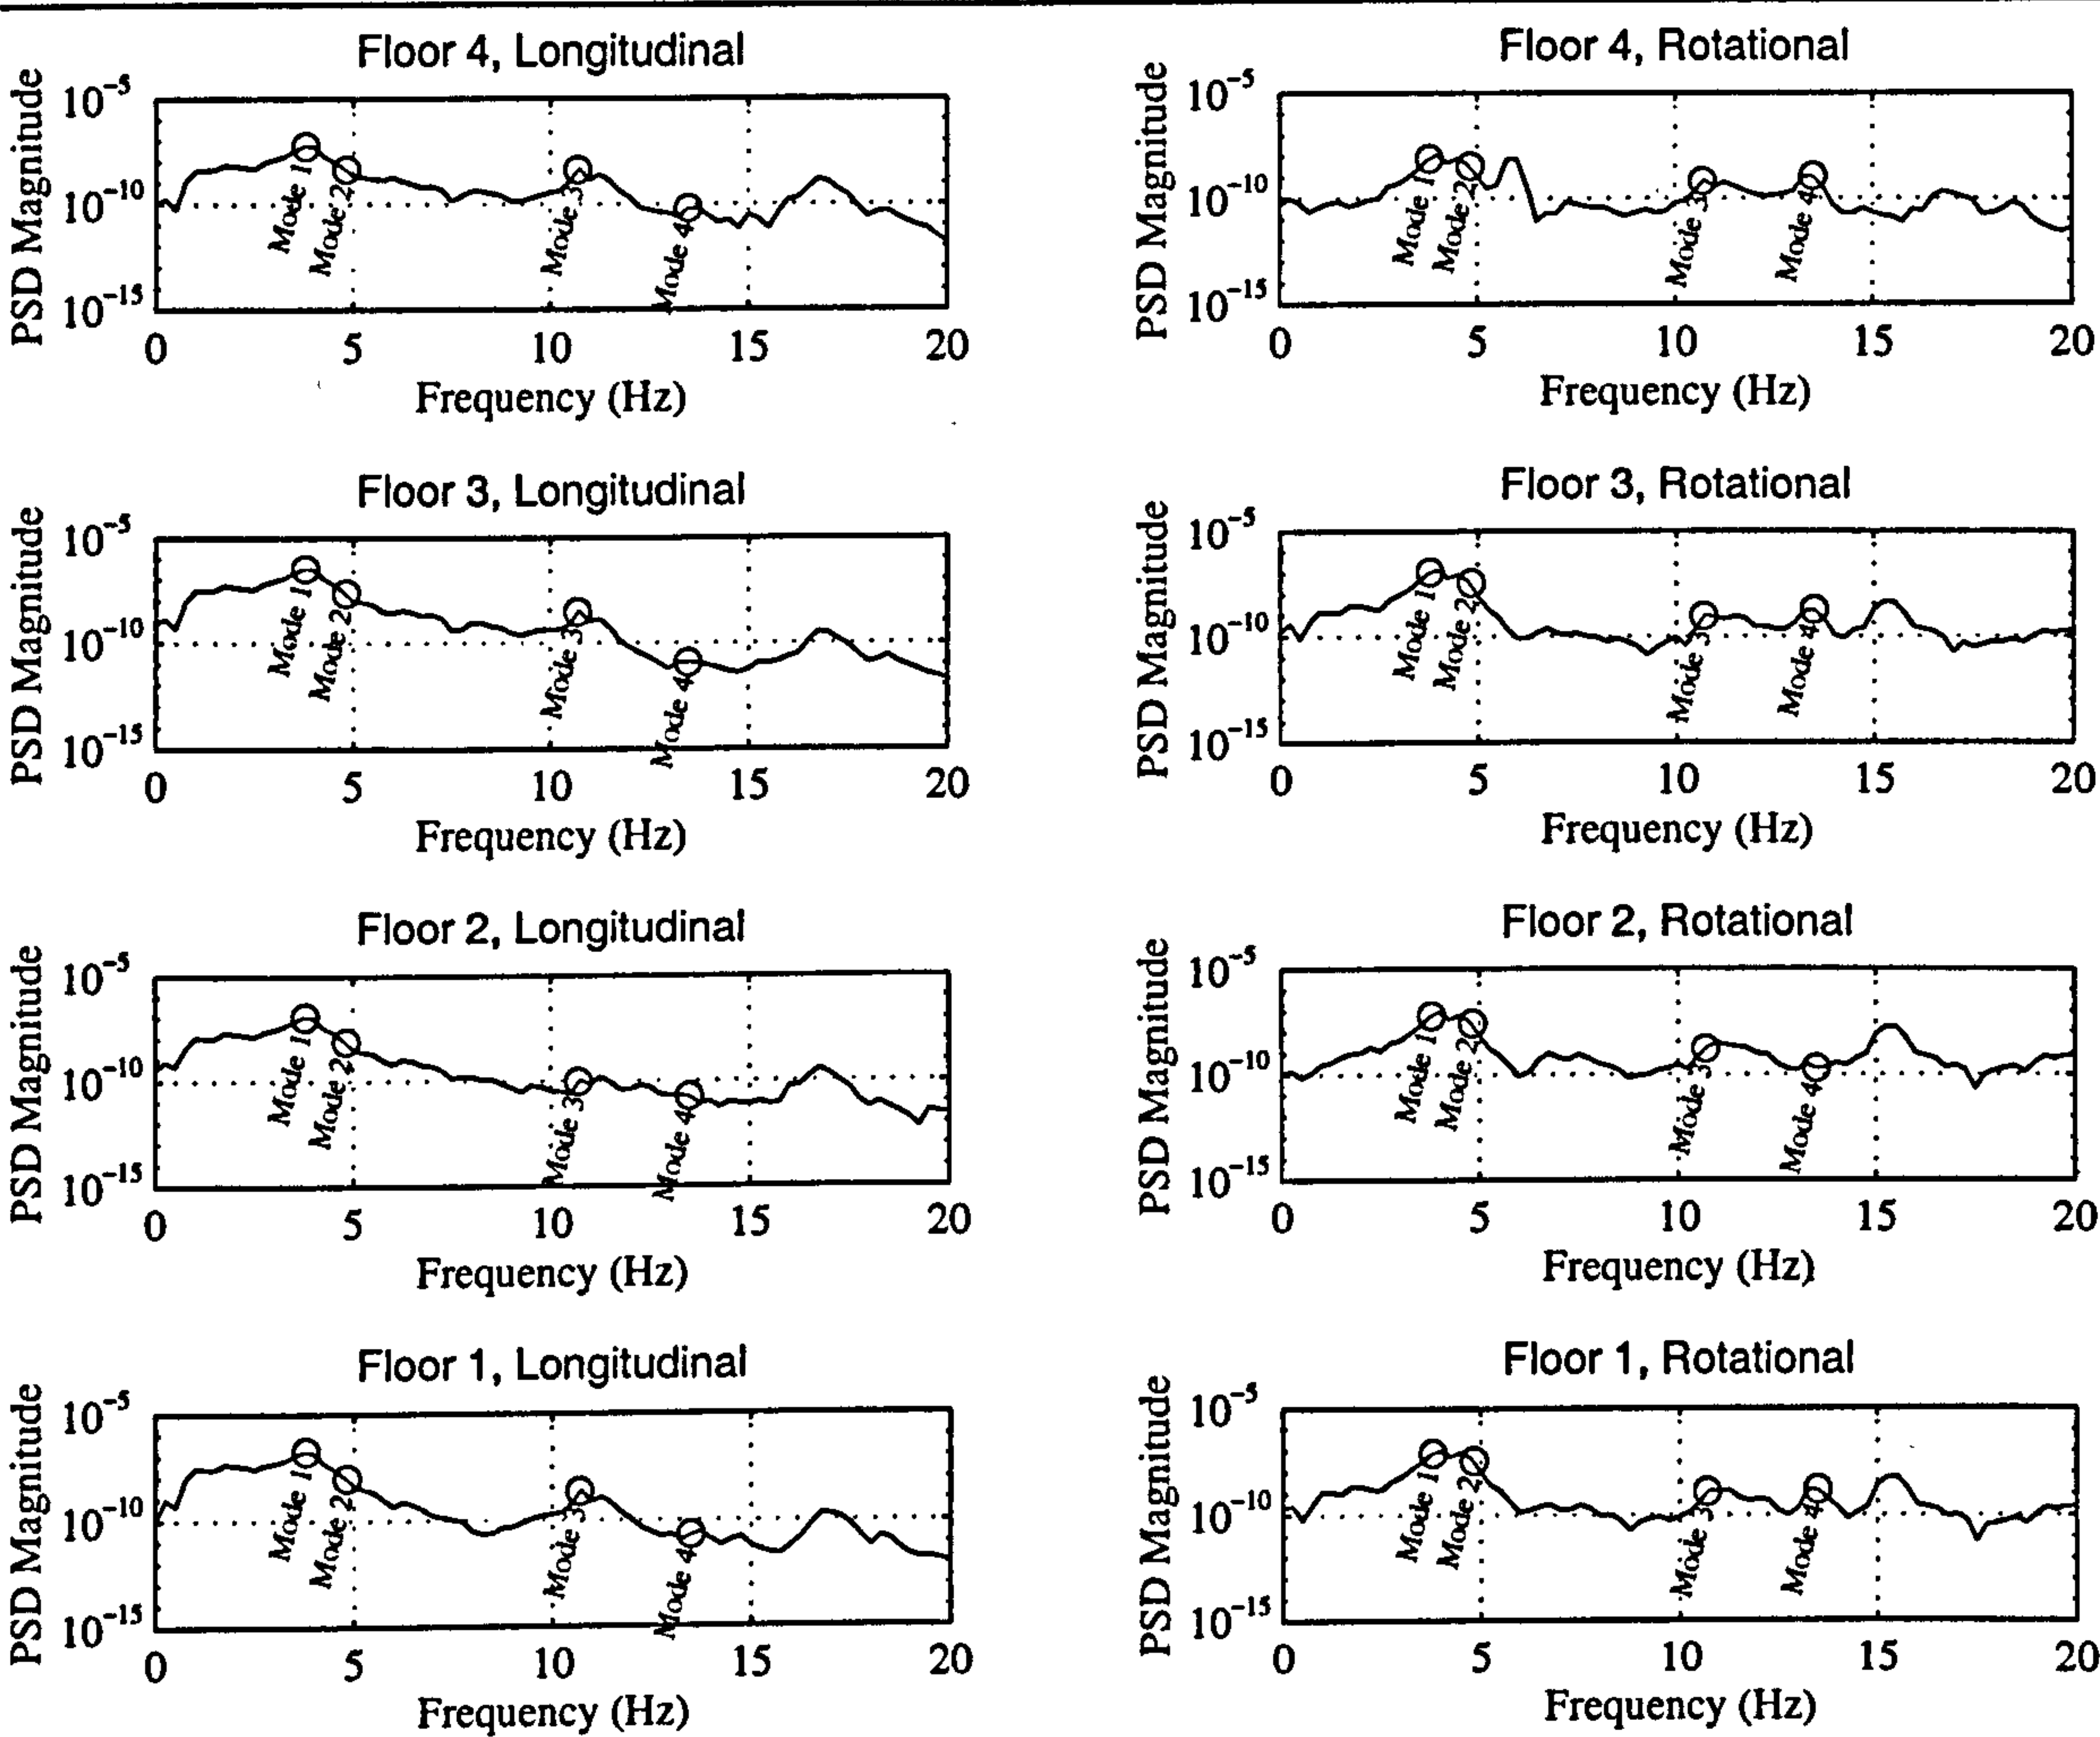 Floor 4, Longitudinal
PSD Magnitude
10^-5
10^-10
10^-15
Mode 1
Mode 2
Mode 3
Mode 4
0 5 10 15 20
Frequency (Hz)
Floor 4, Rotational
PSD Magnitude
10^-5
10^-10
10^-15
Mode 1
Mode 2
Mode 3
Mode 4
0 5 10 15 20
Frequency (Hz)
Floor 3, Longitudinal
PSD Magnitude
10^-5
10^-10
10^-15
Mode 1
Mode 2
Mode 3
Mode 4
0 5 10 15 20
Frequency (Hz)
Floor 3, Rotational
PSD Magnitude
10^-5
10^-10
10^-15
Mode 1
Mode 2
Mode 3
Mode 4
0 5 10 15 20
Frequency (Hz)
Floor 2, Longitudinal
PSD Magnitude
10^-5
10^-10
10^-15
Mode 1
Mode 2
Mode 3
Mode 4
0 5 10 15 20
Frequency (Hz)
Floor 2, Rotational
PSD Magnitude
10^-5
10^-10
10^-15
Mode 1
Mode 2
Mode 3
Mode 4
0 5 10 15 20
Frequency (Hz)
Floor 1, Longitudinal
PSD Magnitude
10^-5
10^-10
10^-15
Mode 1
Mode 2
Mode 3
Mode 4
0 5 10 15 20
Frequency (Hz)
Floor 1, Rotational
PSD Magnitude
10^-5
10^-10
10^-15
Mode 1
Mode 2
Mode 3
Mode 4
0 5 10 15 20
Frequency (Hz)